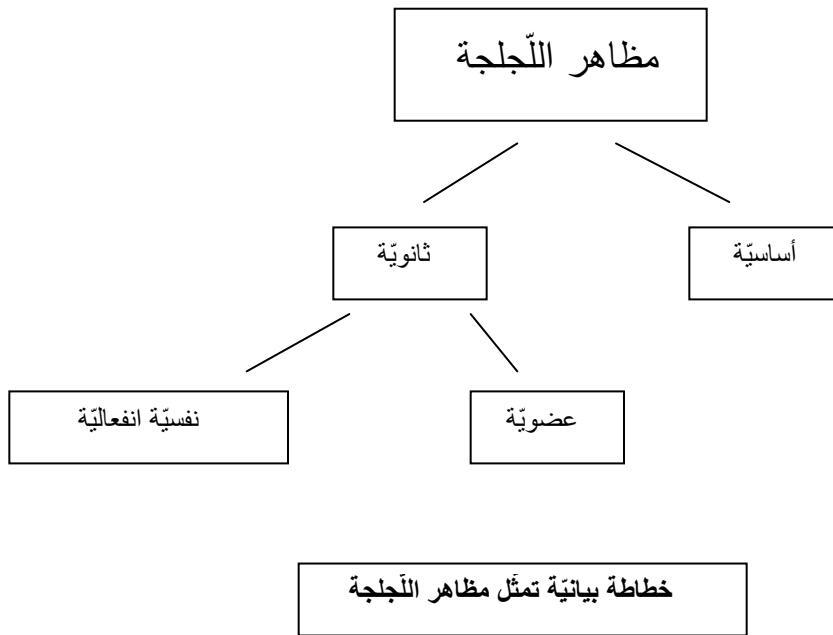 مظاهر اللّجلجة
أساسيّة
ثانويّة
عضويّة
نفسيّة انفعاليّة
خطاطة بيانيّة تمثّل مظاهر اللّجلجة